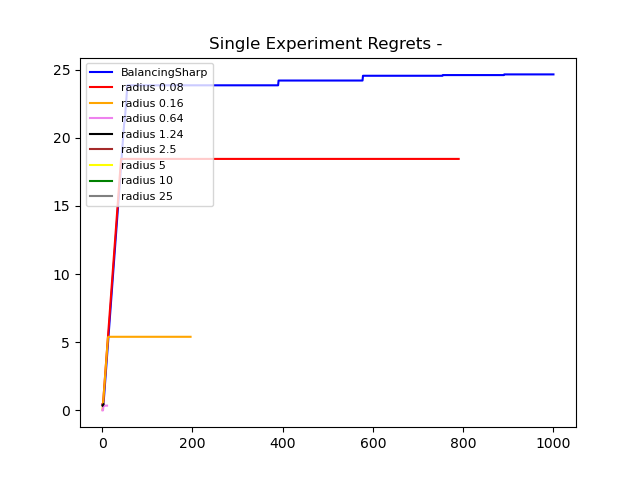 Single Experiment Regrets -
25
20
15
10
5
0
BalancingSharp
radius 0.08
radius 0.16
radius 0.64
radius 1.24
radius 2.5
radius 5
radius 10
radius 25
0 200 400 600 800 1000